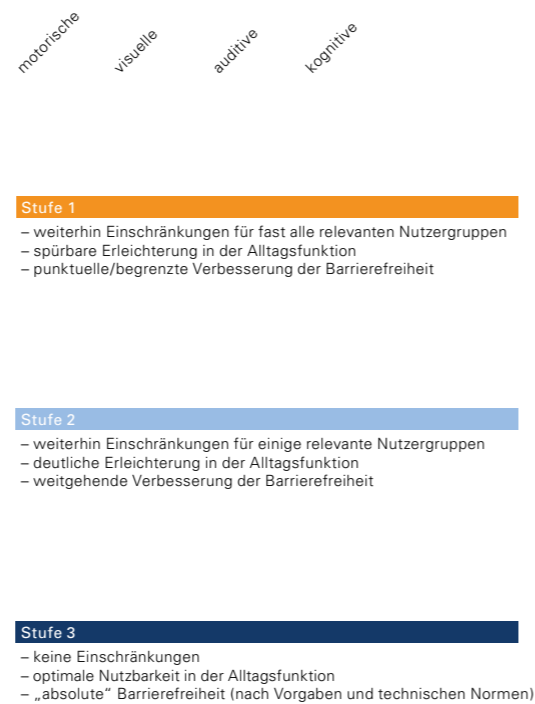 motorische
visuelle
auditive
kognitive
Stufe 1
– weiterhin Einschränkungen für fast alle relevanten Nutzergruppen
– spürbare Erleichterung in der Alltagsfunktion
– punktuelle/begrenzte Verbesserung der Barrierefreiheit
Stufe 2
– weiterhin Einschränkungen für einige relevante Nutzergruppen
– deutliche Erleichterung in der Alltagsfunktion
– weitgehende Verbesserung der Barrierefreiheit
Stufe 3
– keine Einschränkungen
– optimale Nutzbarkeit in der Alltagsfunktion
– „absolute“ Barrierefreiheit (nach Vorgaben und technischen Normen)